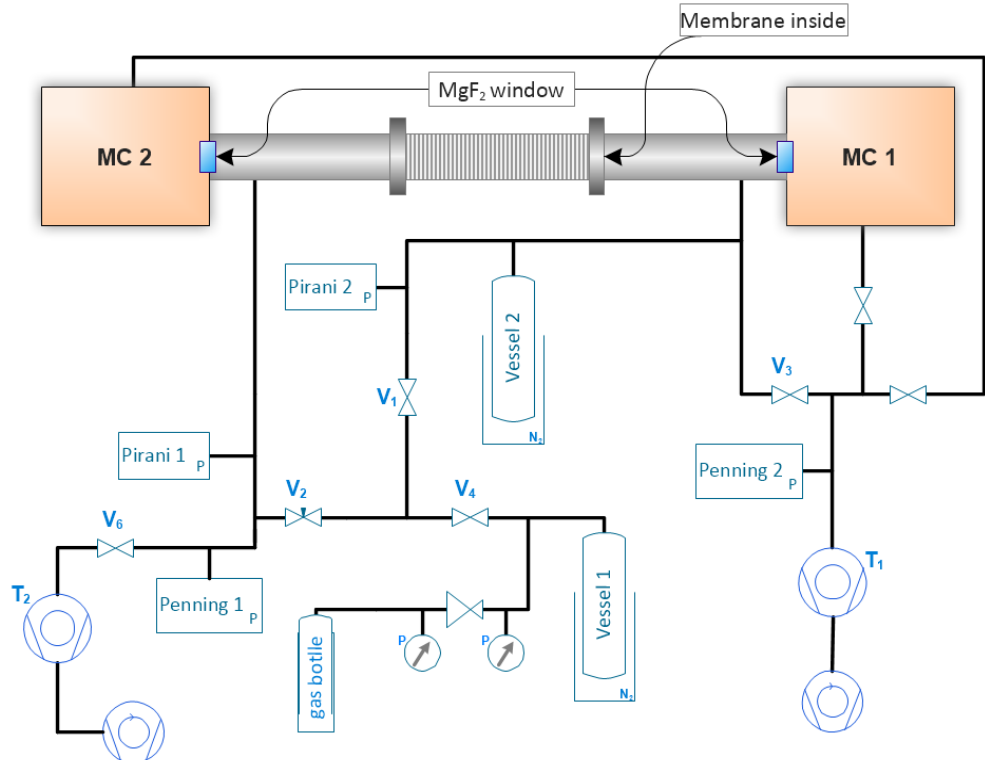 Membrane inside
MgF₂ window
MC 2
MC 1
Pirani 2 P
Vessel 2
N₂
V₁
V₃
Pirani 1 P
Penning 2 P
V₂
V₄
V₆
T₂
T₁
Penning 1 P
Vessel 1
N₂
gas botlle
P
P